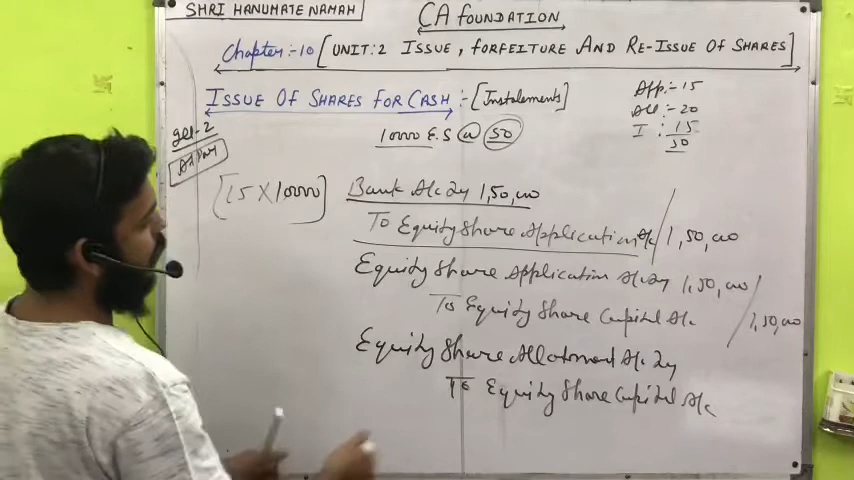 SHRI HANUMATE NAMAH
CA FOUNDATION
Chapter:-10 [UNIT:2 ISSUE, FORFEITURE AND RE-ISSUE OF SHARES]
ISSUE OF SHARES FOR CASH :- [Instalements]
App:- 15
All:- 20
I : 15
50
10000 E.S @ 50
[15 X 10000]
Bank A/c Dr 1,50,000
To Equity Share Application A/c 1,50,000
Equity Share Application A/c Dr 1,50,000
To Equity Share Capital A/c 1,50,000
Equity Share Allotment A/c Dr
To Equity Share Capital A/c